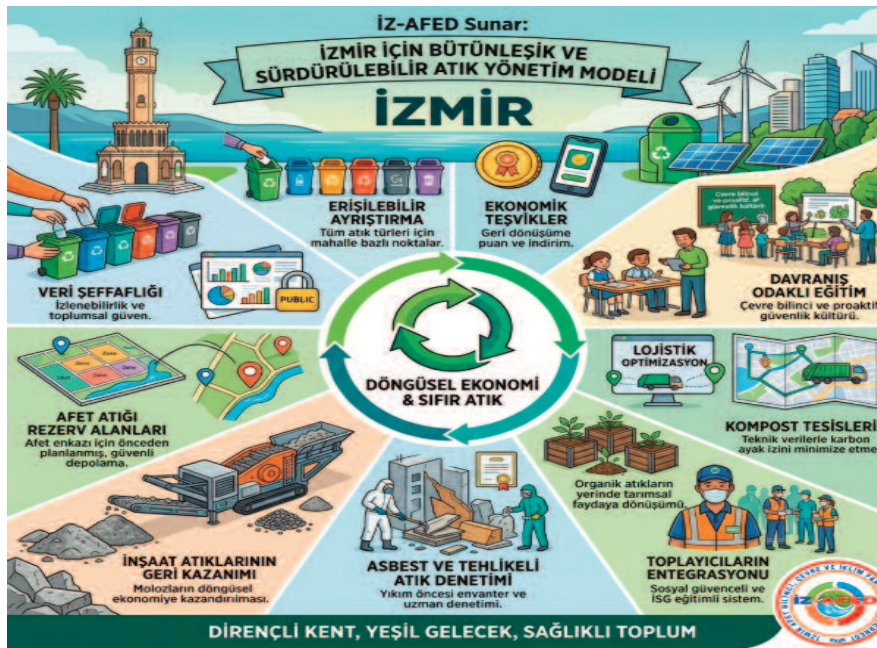 İZ-AFED Sunar:
İZMİR İÇİN BÜTÜNLEŞİK VE
SÜRDÜRÜLEBİLİR ATIK YÖNETİM MODELİ
İZMİR
ERİŞİLEBİLİR
AYRIŞTIRMA
Tüm atık türleri için
mahalle bazlı noktalar.
EKONOMİK
TEŞVİKLER
Geri dönüşüme
puan ve indirim.
Çevre bilinci
DAVRANIŞ
ODAKLI EĞİTİM
Çevre bilinci ve proaktif
güvenlik kültürü.
VERİ ŞEFFAFLIĞI
İzlenebilirlik ve
toplumsal güven.
PUBLIC
DÖNGÜSEL EKONOMİ
& SIFIR ATIK
LOJİSTİK
OPTİMİZASYON
KOMPOST TESİSLERİ
Teknik verilerle karbon
ayak izini minimize etme
AFET ATIĞI
REZERV ALANLARI
Afet enkazı için önceden
planlanmış, güvenli
depolama.
Organik atıkların
yerinde tarımsal
faydaya dönüşümü.
İNŞAAT ATIKLARININ
GERİ KAZANIMI
Molozların döngüsel
ekonomiye kazandırılması.
ASBEST VE TEHLİKELİ
ATIK DENETİMİ
Yıkım öncesi envanter ve
uzman denetimi.
TOPLAYICILARIN
ENTEGRASYONU
Sosyal güvenceli ve
İSG eğitimli sistem.
İZ-AFED
DİRENÇLİ KENT, YEŞİL GELECEK, SAĞLIKLI TOPLUM